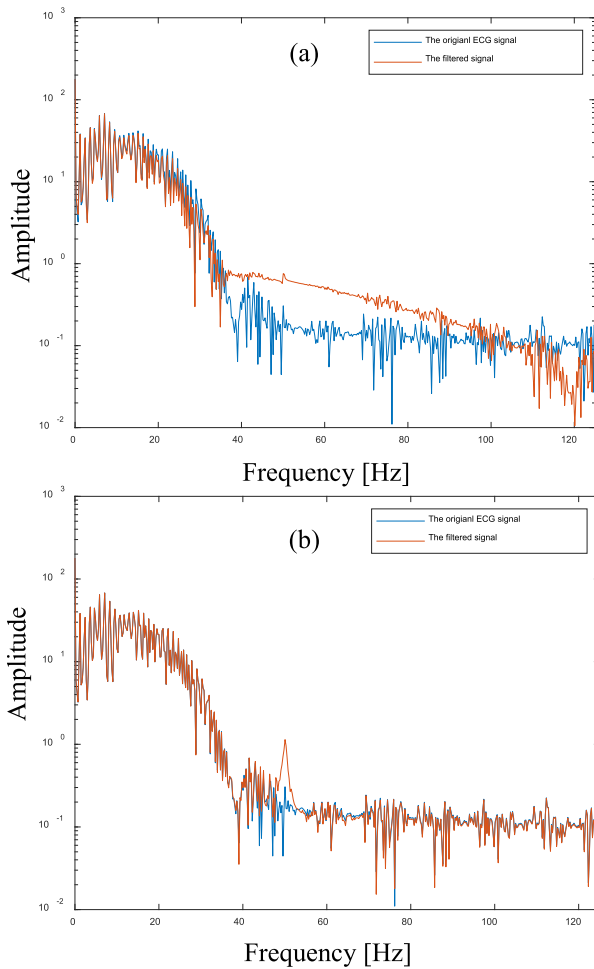 10 3
(a)
The origianl ECG signal
The filtered signal
10 2
10 1
10 0
10 -1
10 -2
Amplitude
0 20 40 60 80 100 120
Frequency [Hz]
10 3
(b)
The origianl ECG signal
The filtered signal
10 2
10 1
10 0
10 -1
10 -2
Amplitude
0 20 40 60 80 100 120
Frequency [Hz]